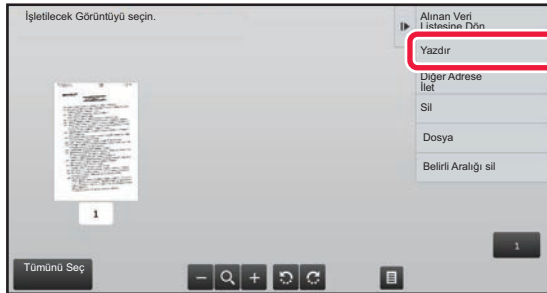 İşletilecek Görüntüyü seçin.
Alınan Veri
Listesine Dön
Yazdır
Diğer Adrese
İlet
Sil
Dosya
Belirli Aralığı sil
1
1
Tümünü Seç